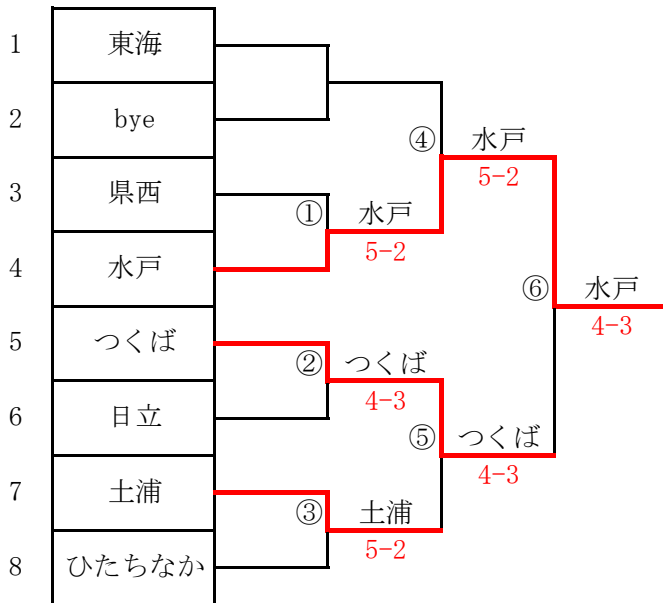 1 東海
2 bye
④ 水戸
5-2
3 県西
① 水戸
5-2
4 水戸
⑥ 水戸
4-3
5 つくば
② つくば
4-3
6 日立
⑤ つくば
4-3
7 土浦
③ 土浦
5-2
8 ひたちなか